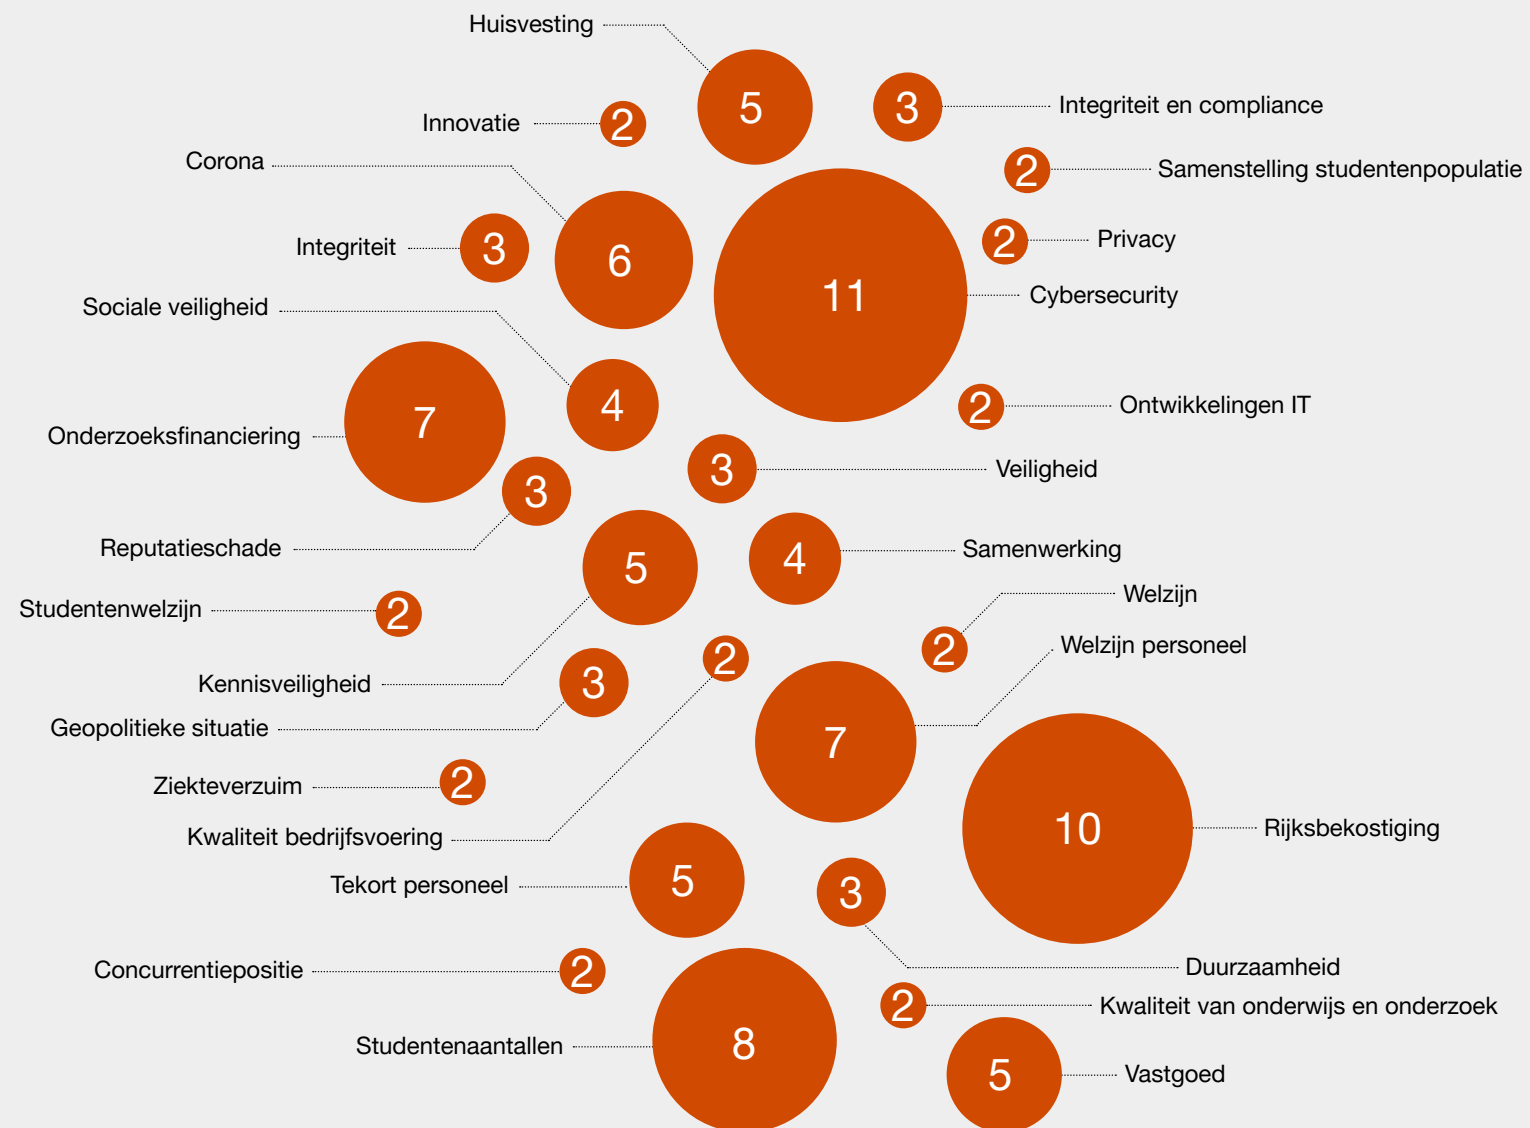 Huisvesting
5
3
Integriteit en compliance
Innovatie
2
Corona
2
Samenstelling studentenpopulatie
Integriteit
3
6
2
Privacy
11
Cybersecurity
Sociale veiligheid
4
2
Ontwikkelingen IT
7
Onderzoeksfinanciering
3
Veiligheid
3
Reputatieschade
5
4
Samenwerking
Studentenwelzijn
2
Welzijn
2
Welzijn personeel
Kennisveiligheid
3
2
Geopolitieke situatie
7
Ziekteverzuim
2
Kwaliteit bedrijfsvoering
10
Rijksbekostiging
Tekort personeel
5
3
Concurrentiepositie
2
Duurzaamheid
2
Kwaliteit van onderwijs en onderzoek
Studentenaantallen
8
5
Vastgoed